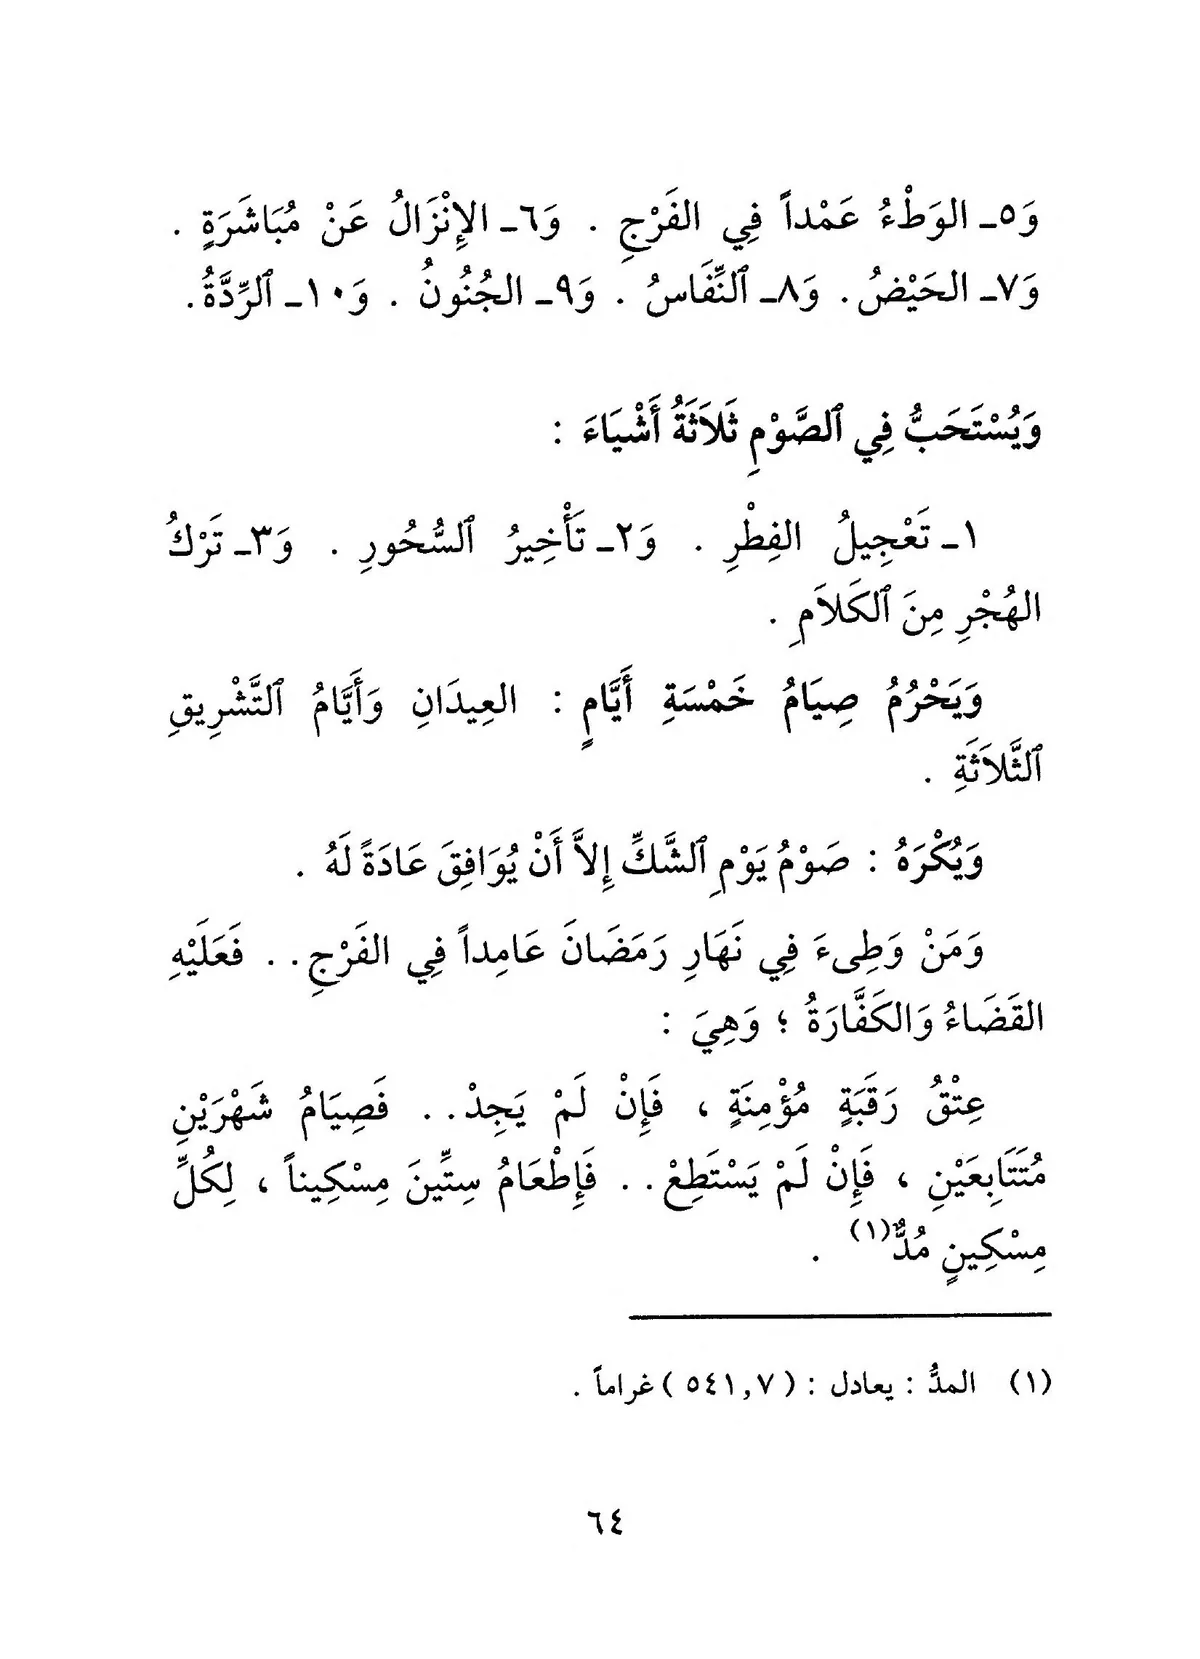 وَ٥ـ الوَطْءُ عَمْداً فِي الفَرْجِ . وَ٦ـ الإِنْزَالُ عَنْ مُبَاشَرَةٍ .
وَ٧ـ الحَيْضُ . وَ٨ـ ٱلنِّفَاسُ . وَ٩ـ الجُنُونُ . وَ١٠ـ ٱلرِّدَّةُ .
وَيُسْتَحَبُّ فِي ٱلصَّوْمِ ثَلاَثَةُ أَشْيَاءَ :
١ـ تَعْجِيلُ الفِطْرِ . وَ٢ـ تَأْخِيرُ ٱلسُّحُورِ . وَ٣ـ تَرْكُ
الهُجْرِ مِنَ ٱلكَلاَمِ .
وَيَحْرُمُ صِيَامُ خَمْسَةِ أَيَّامٍ : العِيدَانِ وَأَيَّامُ ٱلتَّشْرِيقِ
ٱلثَّلاَثَةِ .
وَيُكْرَهُ : صَوْمُ يَوْمِ ٱلشَّكِّ إِلاَّ أَنْ يُوَافِقَ عَادَةً لَهُ .
وَمَنْ وَطِىءَ فِي نَهَارِ رَمَضَانَ عَامِداً فِي الفَرْجِ . . فَعَلَيْهِ
القَضَاءُ وَالكَفَّارَةُ ؛ وَهِيَ :
عِتْقُ رَقَبَةٍ مُؤْمِنَةٍ ، فَإِنْ لَمْ يَجِدْ . . فَصِيَامُ شَهْرَيْنِ
مُتَتَابِعَيْنِ ، فَإِنْ لَمْ يَسْتَطِعْ . . فَإِطْعَامُ سِتِّينَ مِسْكِيناً ، لِكُلِّ
مِسْكِينٍ مُدٌّ(١) .
(١) المدُّ : يعادل : ( ٥٤١,٧ ) غراماً .
٦٤